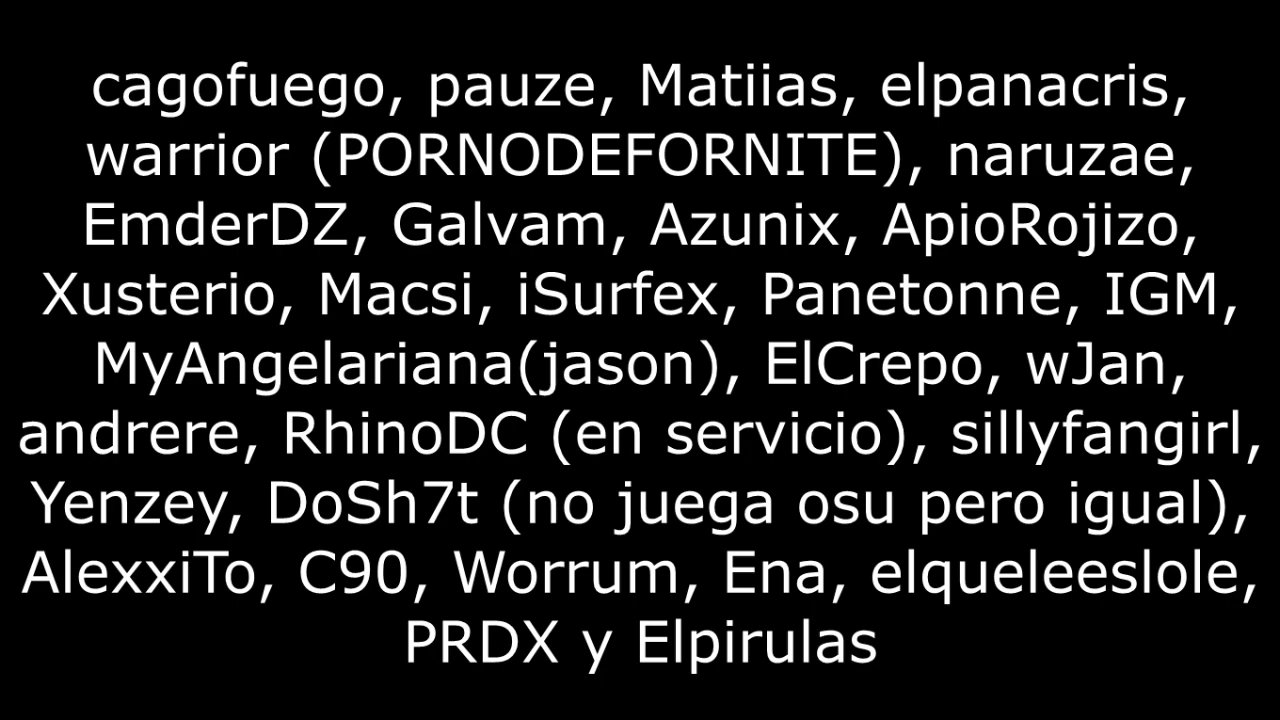 cagofuego, pauze, Matiias, elpanacris,
warrior (PORNODEFORNITE), naruzae,
EmderDZ, Galvam, Azunix, ApioRojizo,
Xusterio, Macsi, iSurfex, Panetonne, IGM,
MyAngelariana(jason), ElCrepo, wJan,
andrere, RhinoDC (en servicio), sillyfangirl,
Yenzey, DoSh7t (no juega osu pero igual),
AlexxiTo, C90, Worrum, Ena, elqueleeslole,
PRDX y Elpirulas